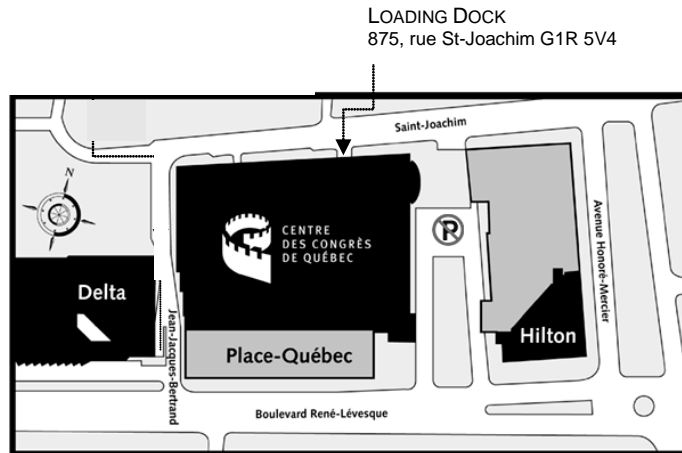 LOADING DOCK
875, rue St-Joachim G1R 5V4
Saint-Joachim
N
CENTRE
DES CONGRÈS
DE QUÉBEC
P
Avenue Honoré-Mercier
Delta
Jean-Jacques-Bertrand
Hilton
Place-Québec
Boulevard René-Lévesque